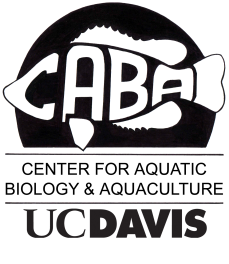 CABA
CENTER FOR AQUATIC
BIOLOGY & AQUACULTURE
UCDAVIS